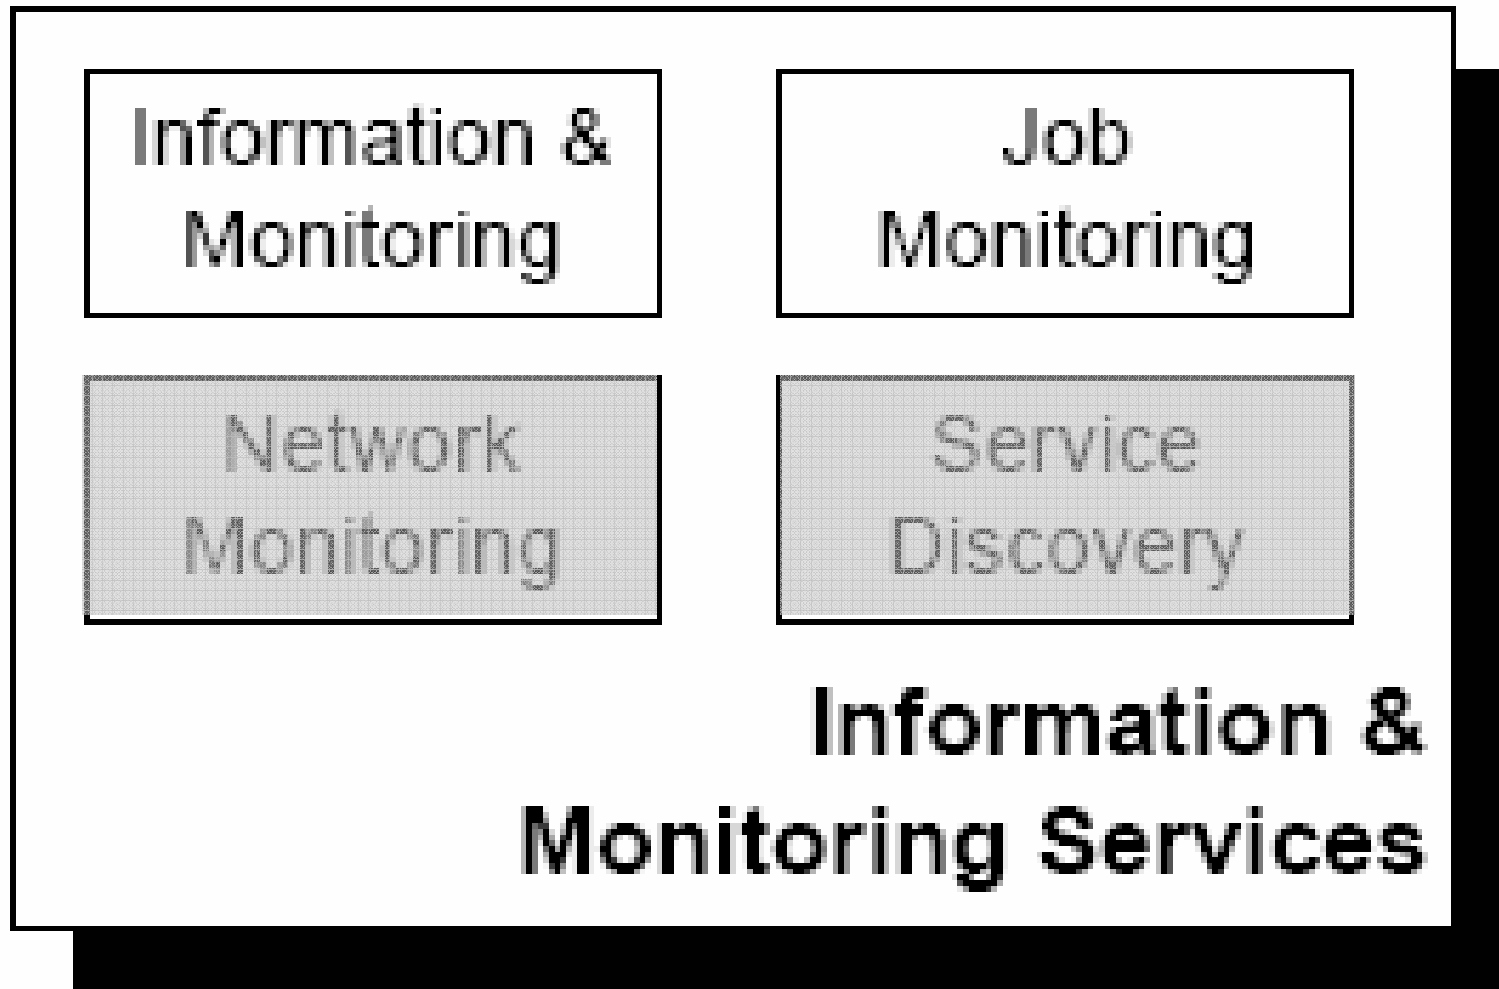 Information &
Monitoring
Job
Monitoring
Network
Monitoring
Service
Discovery
Information &
Monitoring Services